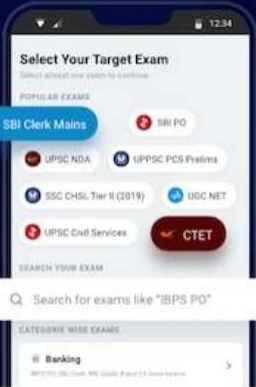 12:34
Select Your Target Exam
Select atleast one exam to continue
POPULAR EXAMS
SBI Clerk Mains
SBI PO
UPSC NDA
UPPSC PCS Prelims
SSC CHSL Tier II (2019)
UGC NET
UPSC Civil Services
CTET
SEARCH YOUR EXAM
Search for exams like "IBPS PO"
CATEGORIE WISE EXAMS
Banking